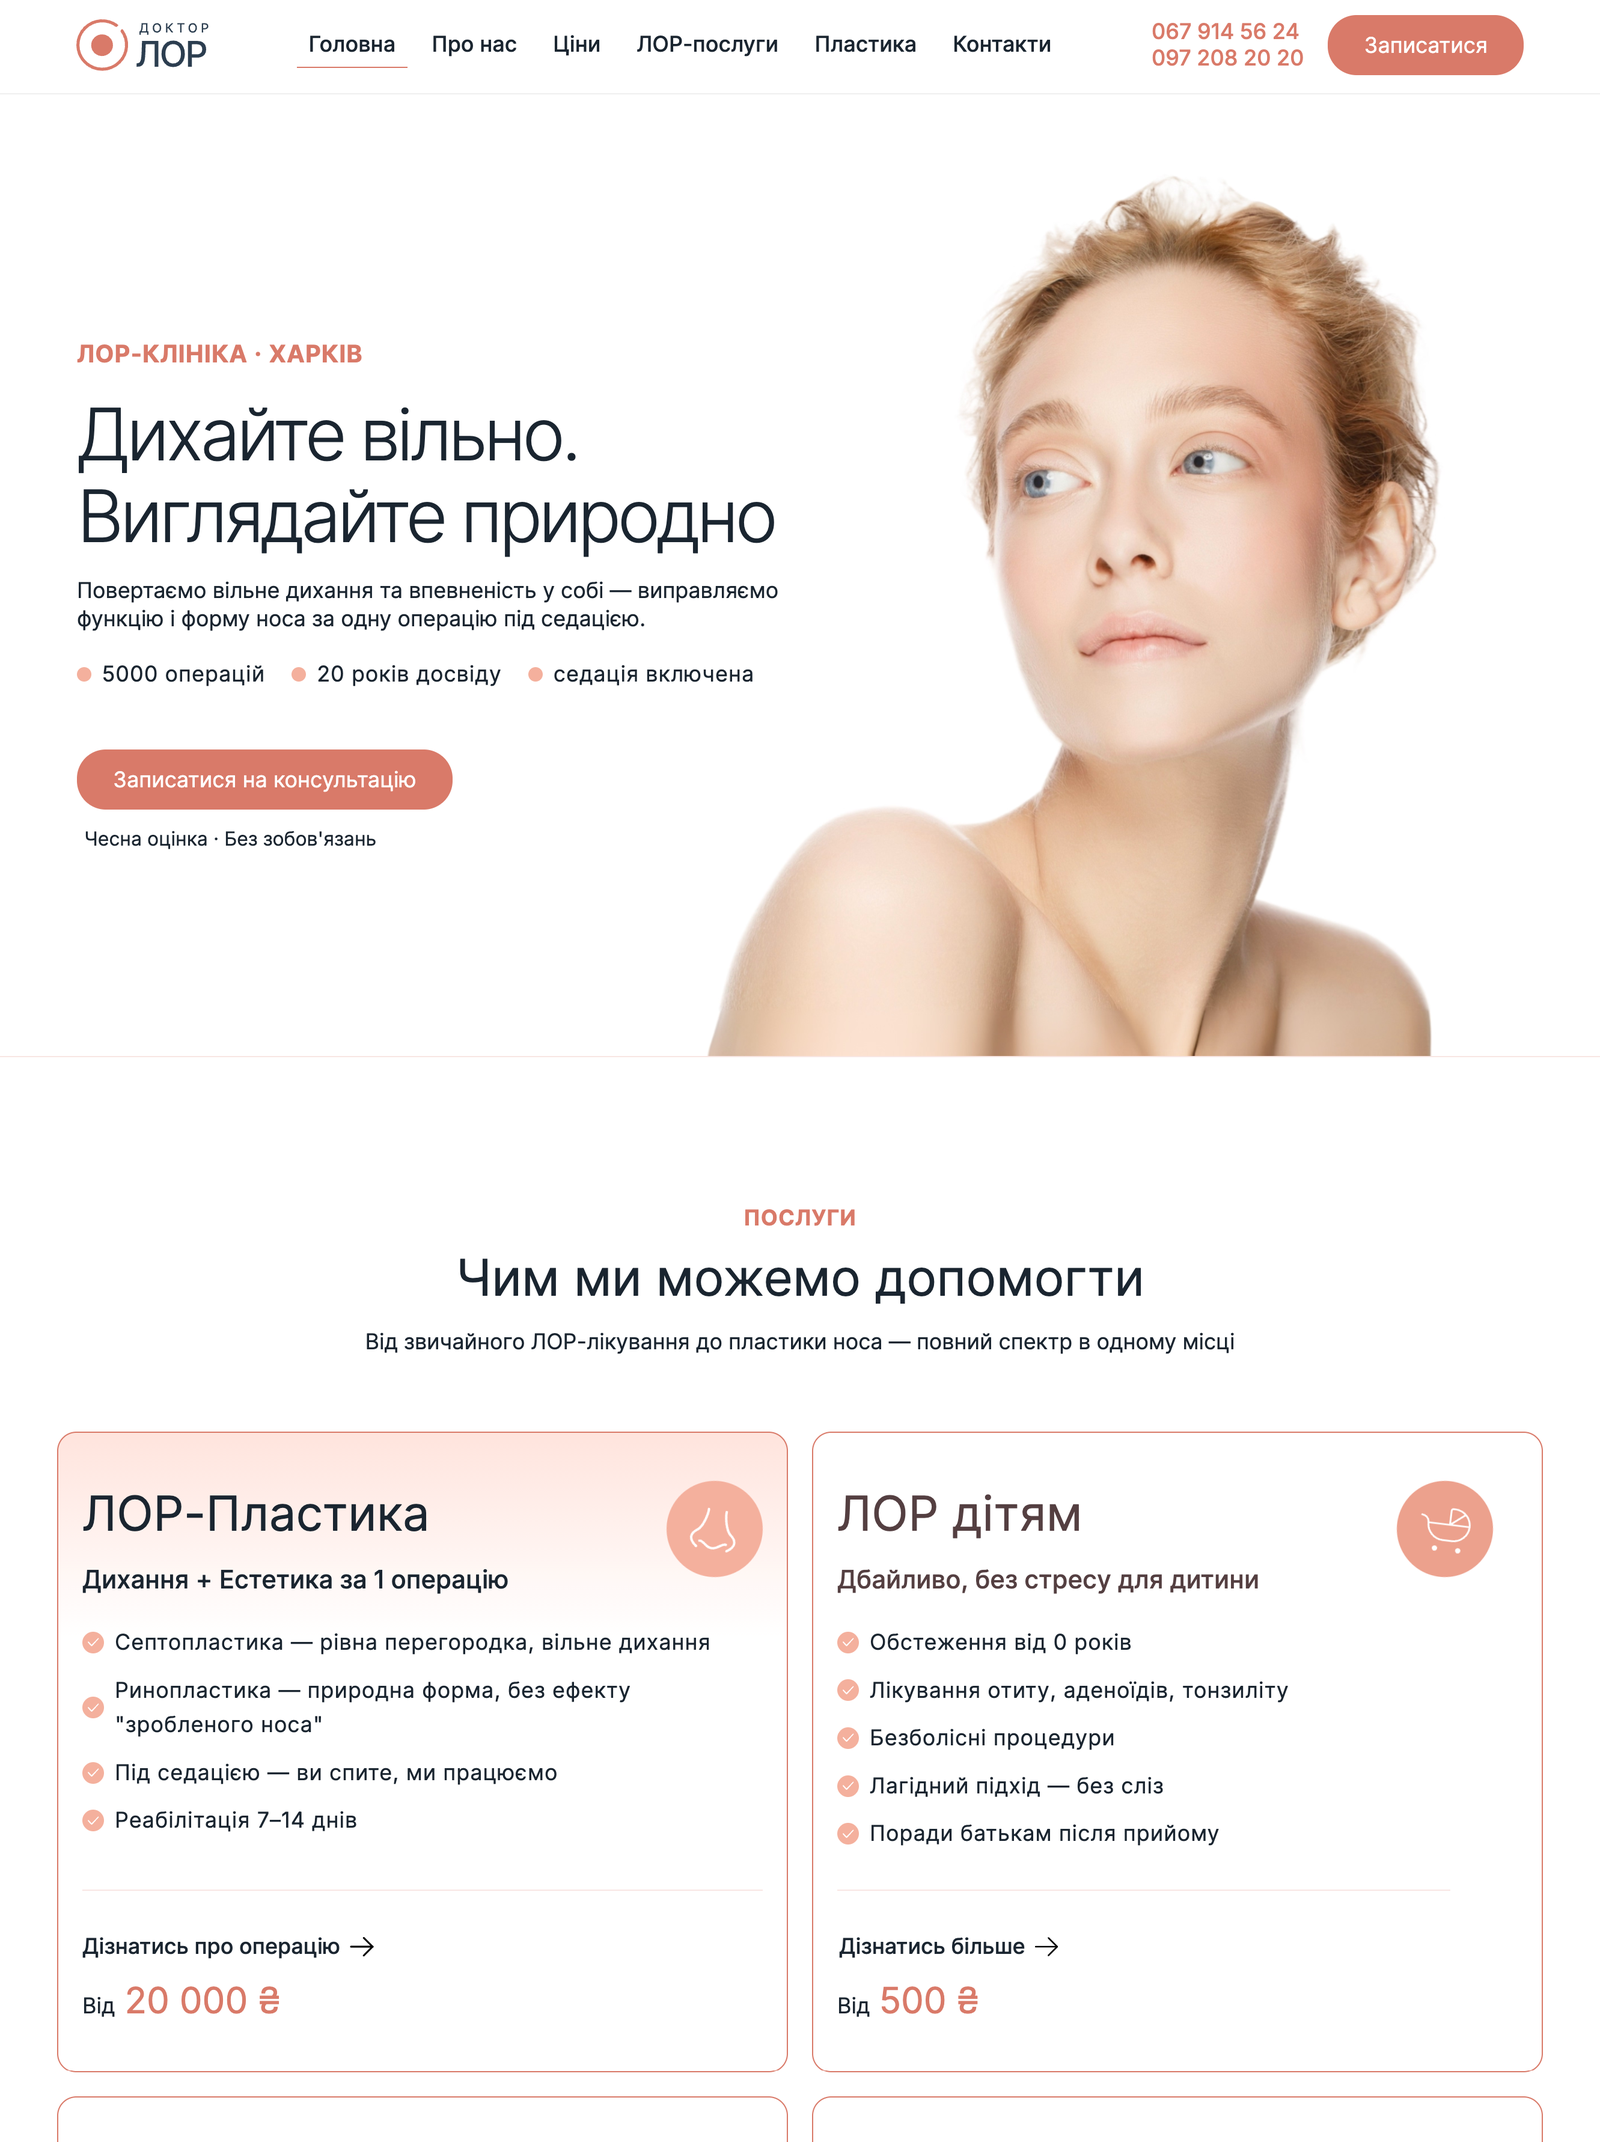 ДОКТОР
ЛОР
Головна
Про нас
Ціни
ЛОР-послуги
Пластика
Контакти
067 914 56 24
097 208 20 20
Записатися
ЛОР-КЛІНІКА · ХАРКІВ
Дихайте вільно.
Виглядайте природно
Повертаємо вільне дихання та впевненість у собі — виправляємо
функцію і форму носа за одну операцію під седацією.
5000 операцій
20 років досвіду
седація включена
Записатися на консультацію
Чесна оцінка · Без зобов'язань
ПОСЛУГИ
Чим ми можемо допомогти
Від звичайного ЛОР-лікування до пластики носа — повний спектр в одному місці
ЛОР-Пластика
Дихання + Естетика за 1 операцію
Септопластика — рівна перегородка, вільне дихання
Ринопластика — природна форма, без ефекту
"зробленого носа"
Під седацією — ви спите, ми працюємо
Реабілітація 7–14 днів
Дізнатись про операцію
Від 20 000 ₴
ЛОР дітям
Дбайливо, без стресу для дитини
Обстеження від 0 років
Лікування отиту, аденоїдів, тонзиліту
Безболісні процедури
Лагідний підхід — без сліз
Поради батькам після прийому
Дізнатись більше
Від 500 ₴